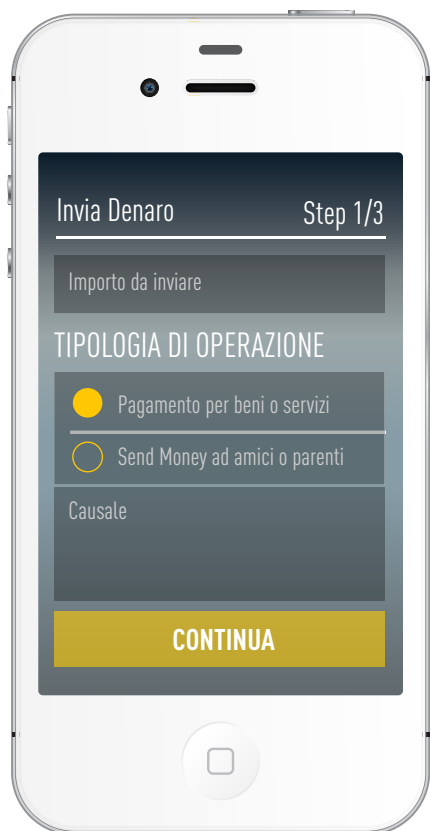 Invia Denaro
Step 1/3
Importo da inviare
TIPOLOGIA DI OPERAZIONE
Pagamento per beni o servizi
Send Money ad amici o parenti
Causale
CONTINUA